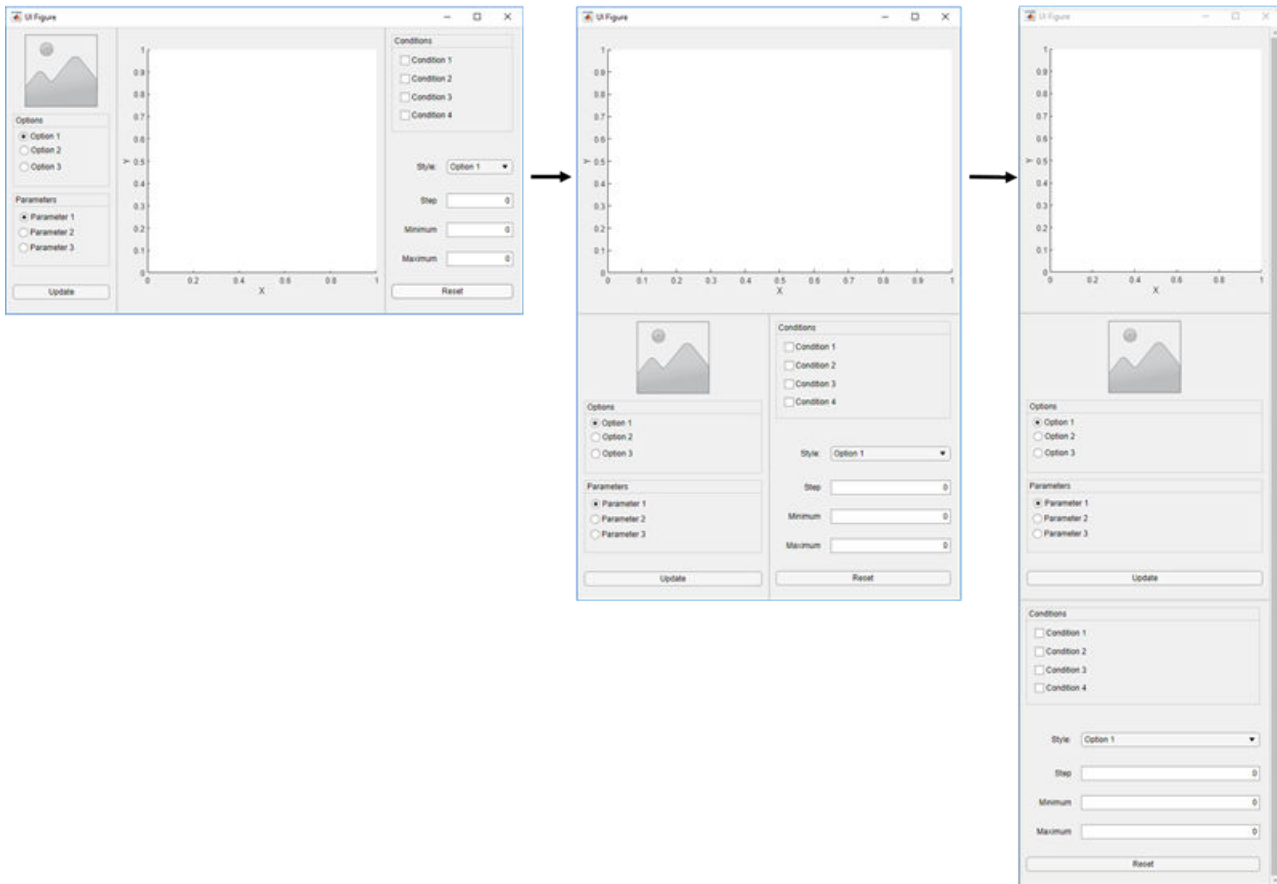 UI Figure
Options
Option 1
Option 2
Option 3
Parameters
Parameter 1
Parameter 2
Parameter 3
Update
1
0.9
0.8
0.7
0.6
0.5
0.4
0.3
0.2
0.1
0
Y
0.2 0.4 0.6 0.8 1
X
Conditions
Condition 1
Condition 2
Condition 3
Condition 4
Style: Option 1
Step 0
Minimum 0
Maximum 0
Reset
UI Figure
1
0.9
0.8
0.7
0.6
0.5
0.4
0.3
0.2
0.1
0
Y
0 0.1 0.2 0.3 0.4 0.5 0.6 0.7 0.8 0.9 1
X
Options
Option 1
Option 2
Option 3
Parameters
Parameter 1
Parameter 2
Parameter 3
Update
Conditions
Condition 1
Condition 2
Condition 3
Condition 4
Style: Option 1
Step 0
Minimum 0
Maximum 0
Reset
UI Figure
1
0.9
0.8
0.7
0.6
0.5
0.4
0.3
0.2
0.1
0
Y
0 0.2 0.4 0.6 0.8 1
X
Options
Option 1
Option 2
Option 3
Parameters
Parameter 1
Parameter 2
Parameter 3
Update
Conditions
Condition 1
Condition 2
Condition 3
Condition 4
Style: Option 1
Step 0
Minimum 0
Maximum 0
Reset